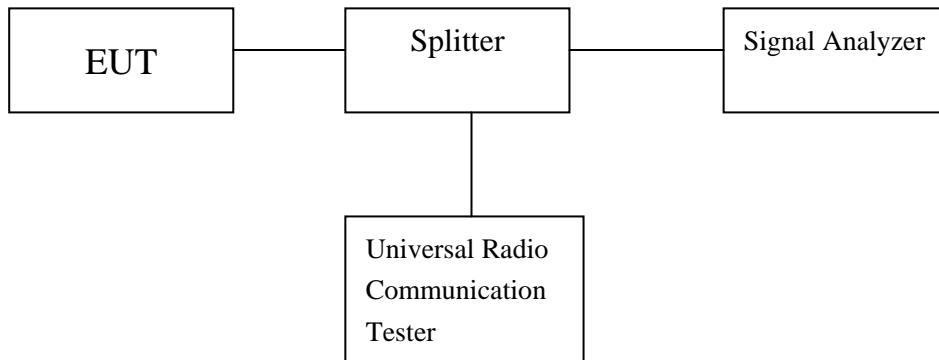 EUT
Splitter
Signal Analyzer
Universal Radio
Communication
Tester